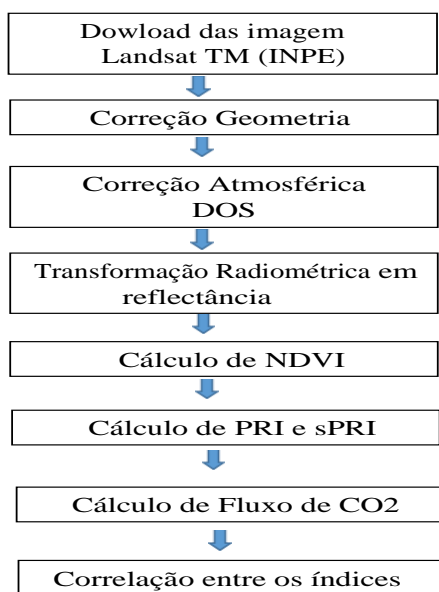 Dowload das imagem
Landsat TM (INPE)
Correção Geometria
Correção Atmosférica
DOS
Transformação Radiométrica em
reflectância
Cálculo de NDVI
Cálculo de PRI e sPRI
Cálculo de Fluxo de CO2
Correlação entre os índices